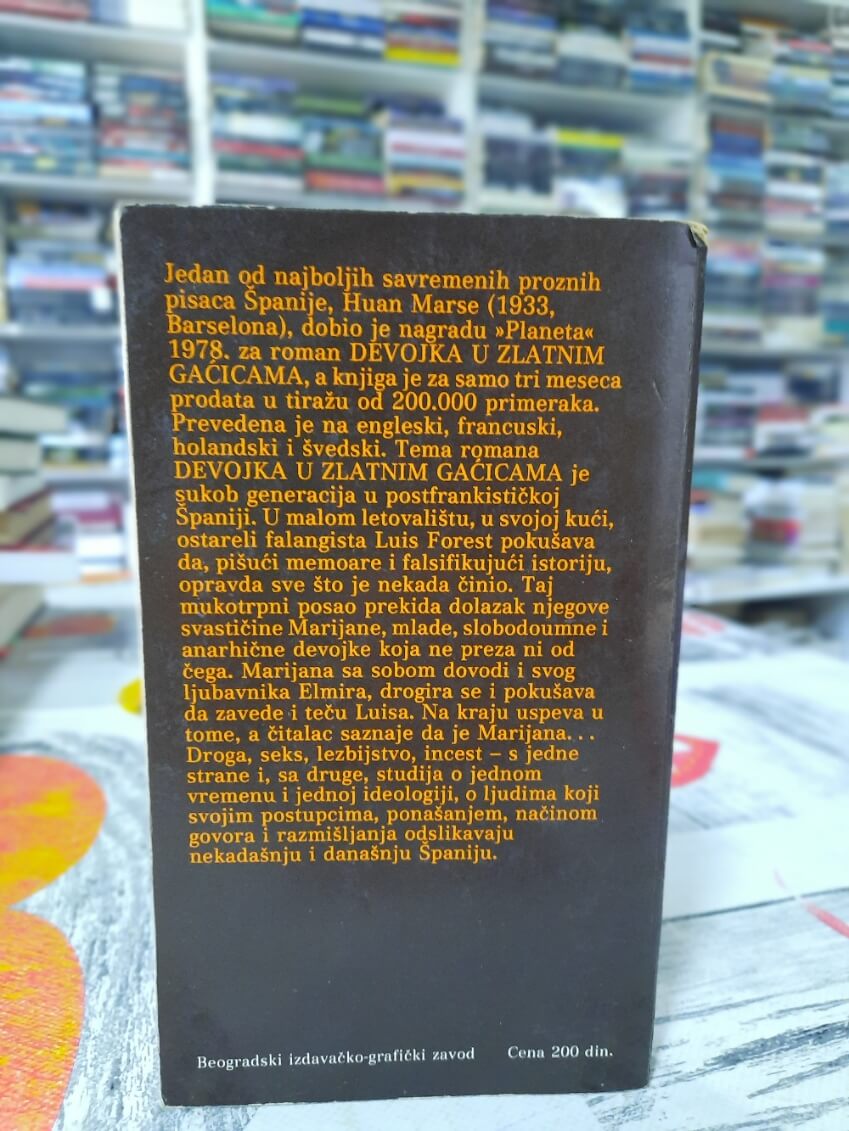 Jedan od najboljih savremenih proznih
pisaca Španije, Huan Marse (1933,
Barselona), dobio je nagradu »Planeta«
1978. za roman DEVOJKA U ZLATNIM
GAĆICAMA, a knjiga je za samo tri meseca
prodata u tiražu od 200.000 primeraka.
Prevedena je na engleski, francuski,
holandski i švedski. Tema romana
DEVOJKA U ZLATNIM GAĆICAMA je
sukob generacija u postfrankističkoj
Španiji. U malom letovalištu, u svojoj kući,
ostareli falangista Luis Forest pokušava
da, pišući memoare i falsifikujući istoriju,
opravda sve što je nekada činio. Taj
mukotrpni posao prekida dolazak njegove
svastičine Marijane, mlade, slobodoumne i
anarhične devojke koja ne preza ni od
čega. Marijana sa sobom dovodi i svog
ljubavnika Elmira, drogira se i pokušava
da zavede i teču Luisa. Na kraju uspeva u
tome, a čitalac saznaje da je Marijana...
Droga, seks, lezbijstvo, incest – s jedne
strane i, sa druge, studija o jednom
vremenu i jednoj ideologiji, o ljudima koji
svojim postupcima, ponašanjem, načinom
govora i razmišljanja odslikavaju
nekadašnju i današnju Španiju.
Beogradski izdavačko-grafički zavod Cena 200 din.